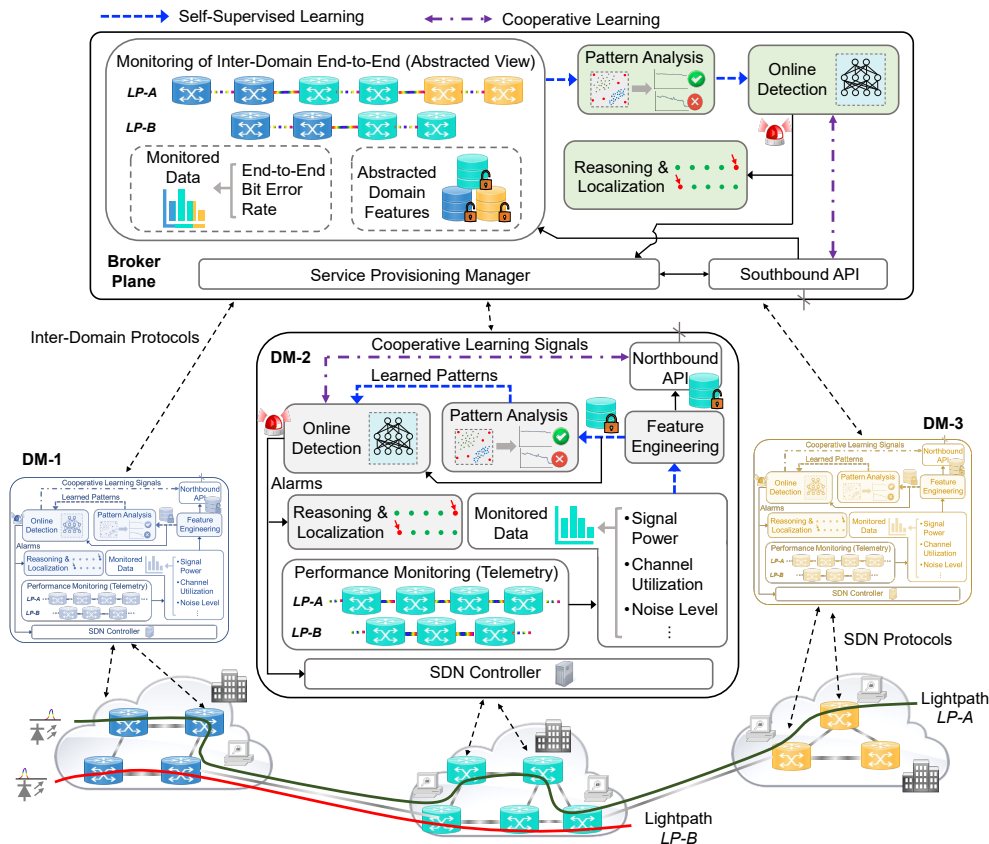 Self-Supervised Learning
Cooperative Learning
Monitoring of Inter-Domain End-to-End (Abstracted View)
LP-A
LP-B
Monitored
Data
End-to-End
Bit Error
Rate
Abstracted
Domain
Features
Pattern Analysis
Online
Detection
Reasoning &
Localization
Broker
Plane
Service Provisioning Manager
Southbound API
Inter-Domain Protocols
DM-2
Cooperative Learning Signals
Northbound
API
Learned Patterns
Online
Detection
Pattern Analysis
Feature
Engineering
Alarms
Reasoning &
Localization
Monitored
Data
•Signal
Power
•Channel
Utilization
•Noise Level
⋮
Performance Monitoring (Telemetry)
LP-A
LP-B
SDN Controller
DM-1
Cooperative Learning Signals
Northbound
API
Learned Patterns
Online
Detection
Pattern Analysis
Feature
Engineering
Alarms
Reasoning &
Localization
Monitored
Data
• Signal
Power
• Channel
Utilization
• Noise Level
⋮
Performance Monitoring (Telemetry)
LP-A
LP-B
SDN Controller
DM-3
Cooperative Learning Signals
Northbound
API
Learned Patterns
Online
Detection
Pattern Analysis
Feature
Engineering
Alarms
Reasoning &
Localization
Monitored
Data
• Signal
Power
• Channel
Utilization
• Noise Level
⋮
Performance Monitoring (Telemetry)
LP-A
LP-B
SDN Controller
SDN Protocols
Lightpath
LP-A
Lightpath
LP-B